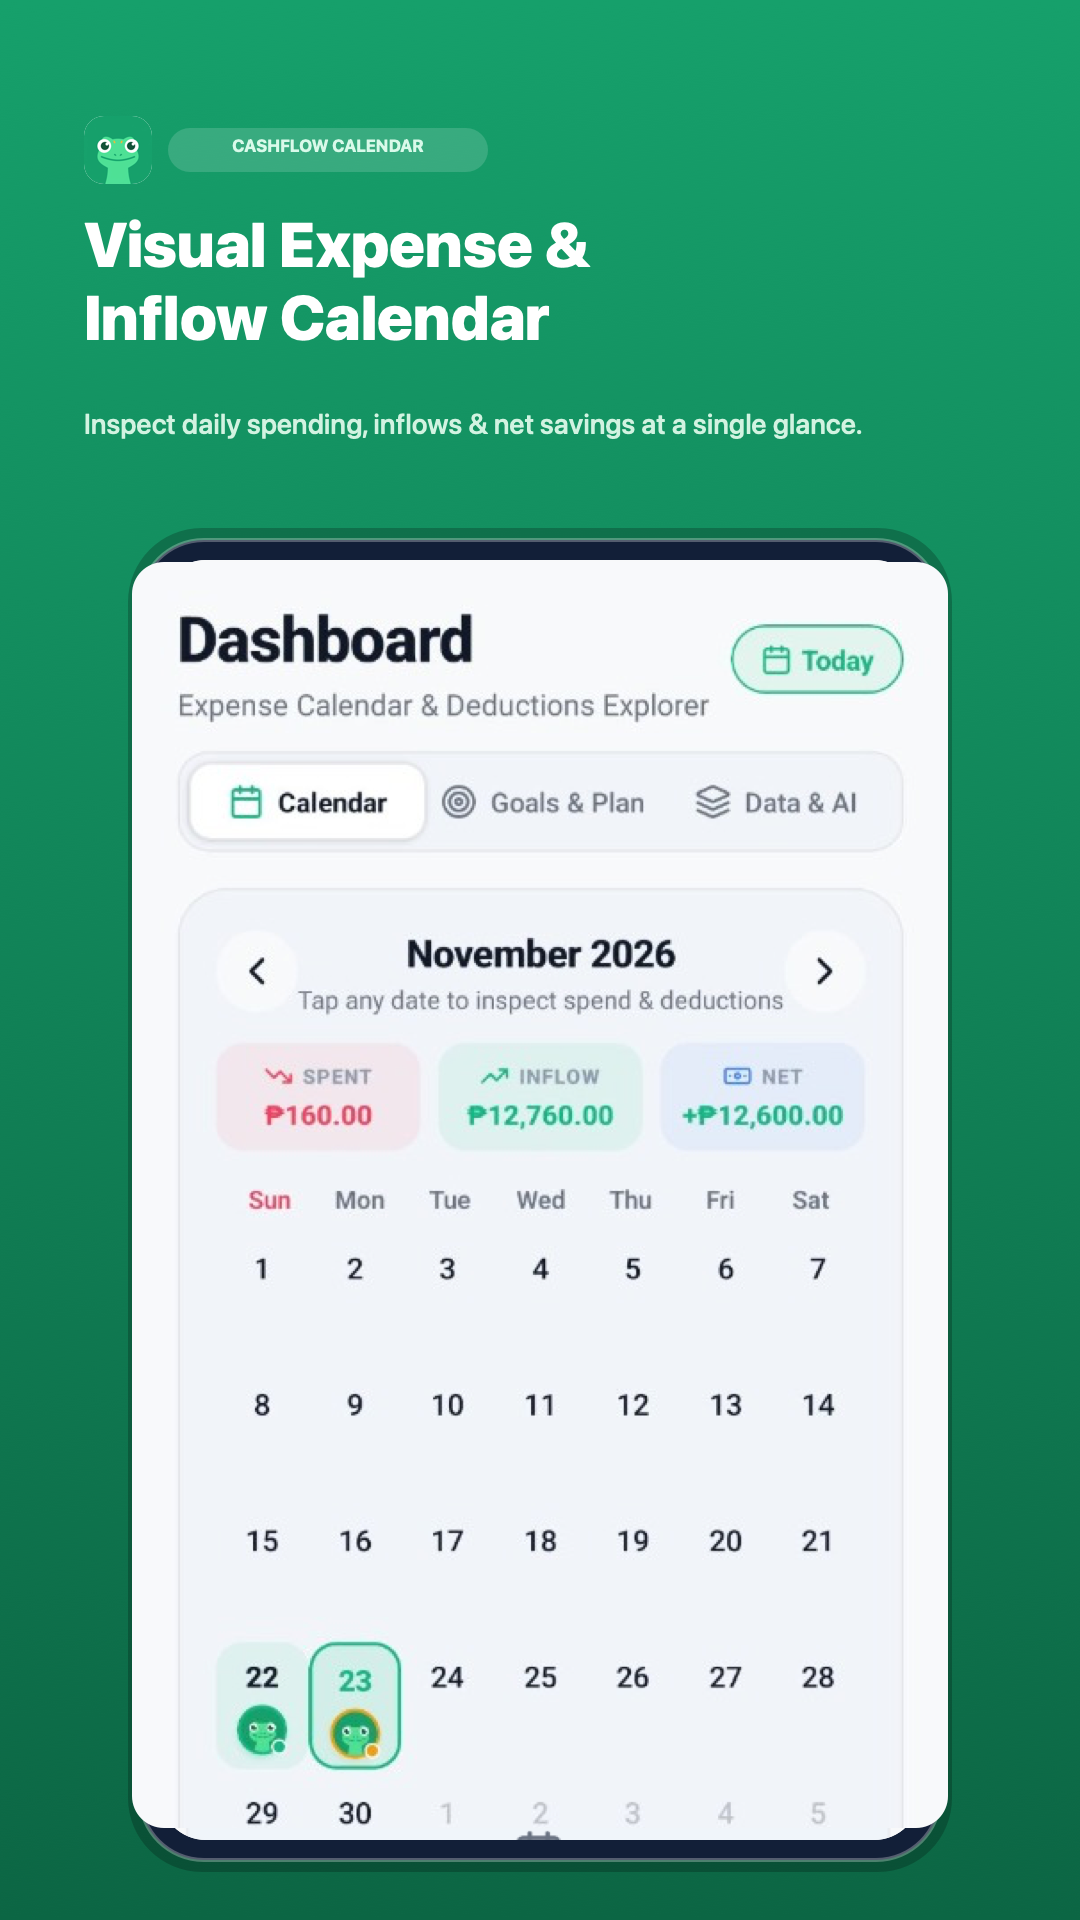 CASHFLOW CALENDAR
Visual Expense &
Inflow Calendar
Inspect daily spending, inflows & net savings at a single glance.
Dashboard
Today
Expense Calendar & Deductions Explorer
Calendar
Goals & Plan
Data & AI
November 2026
Tap any date to inspect spend & deductions
SPENT
₱160.00
INFLOW
₱12,760.00
NET
+₱12,600.00
Sun Mon Tue Wed Thu Fri Sat
1 2 3 4 5 6 7
8 9 10 11 12 13 14
15 16 17 18 19 20 21
22 23 24 25 26 27 28
29 30 1 2 3 4 5